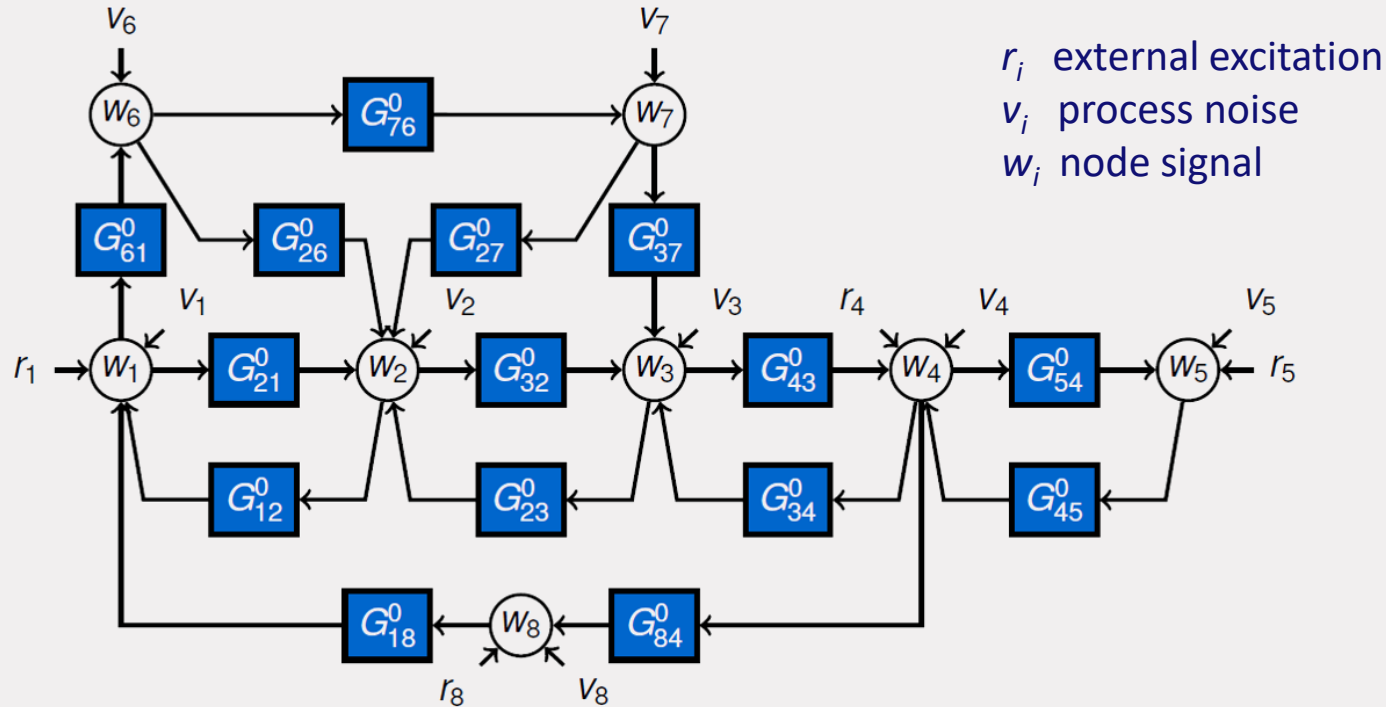 v6 v7
r_i external excitation
v_i process noise
w_i node signal
w6 G^0_76 w7
G^0_61 G^0_26 G^0_27 G^0_37
v1 v2 v3 r4 v4 v5
r1 w1 G^0_21 w2 G^0_32 w3 G^0_43 w4 G^0_54 w5 r5
G^0_12 G^0_23 G^0_34 G^0_45
G^0_18 w8 G^0_84
r8 v8